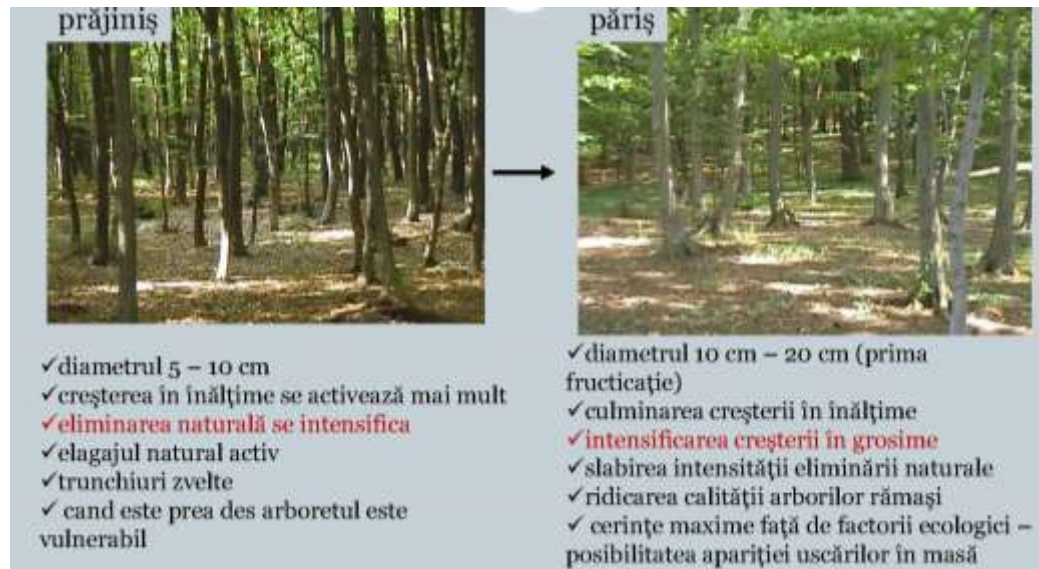 prăjiniş
păriş
✓diametrul 5 – 10 cm
✓creşterea în înălţime se activează mai mult
✓eliminarea naturală se intensifica
✓elagajul natural activ
✓trunchiuri zvelte
✓ cand este prea des arboretul este
vulnerabil
✓diametrul 10 cm – 20 cm (prima
fructicaţie)
✓culminarea creşterii în înălţime
✓intensificarea creşterii în grosime
✓slabirea intensităţii eliminării naturale
✓ridicarea calităţii arborilor rămaşi
✓ cerinţe maxime faţă de factorii ecologici –
posibilitatea apariţiei uscărilor în masă